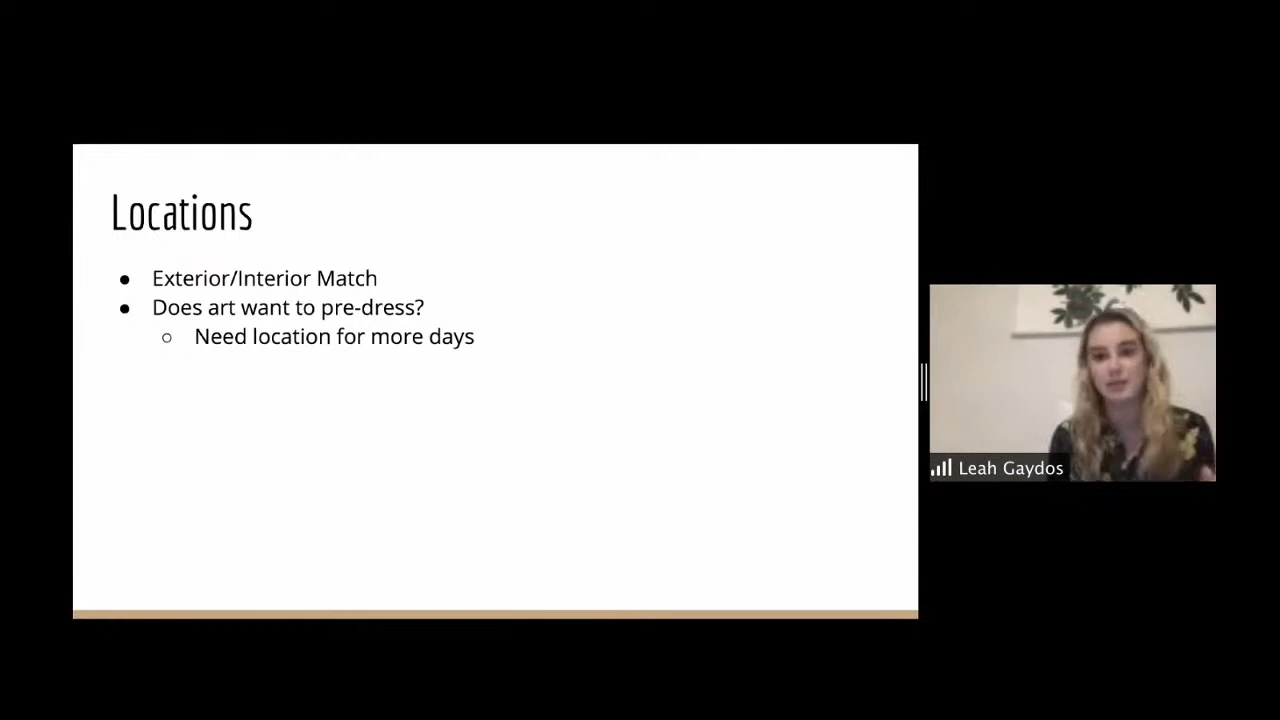 Locations
● Exterior/Interior Match
● Does art want to pre-dress?
○ Need location for more days
Leah Gaydos